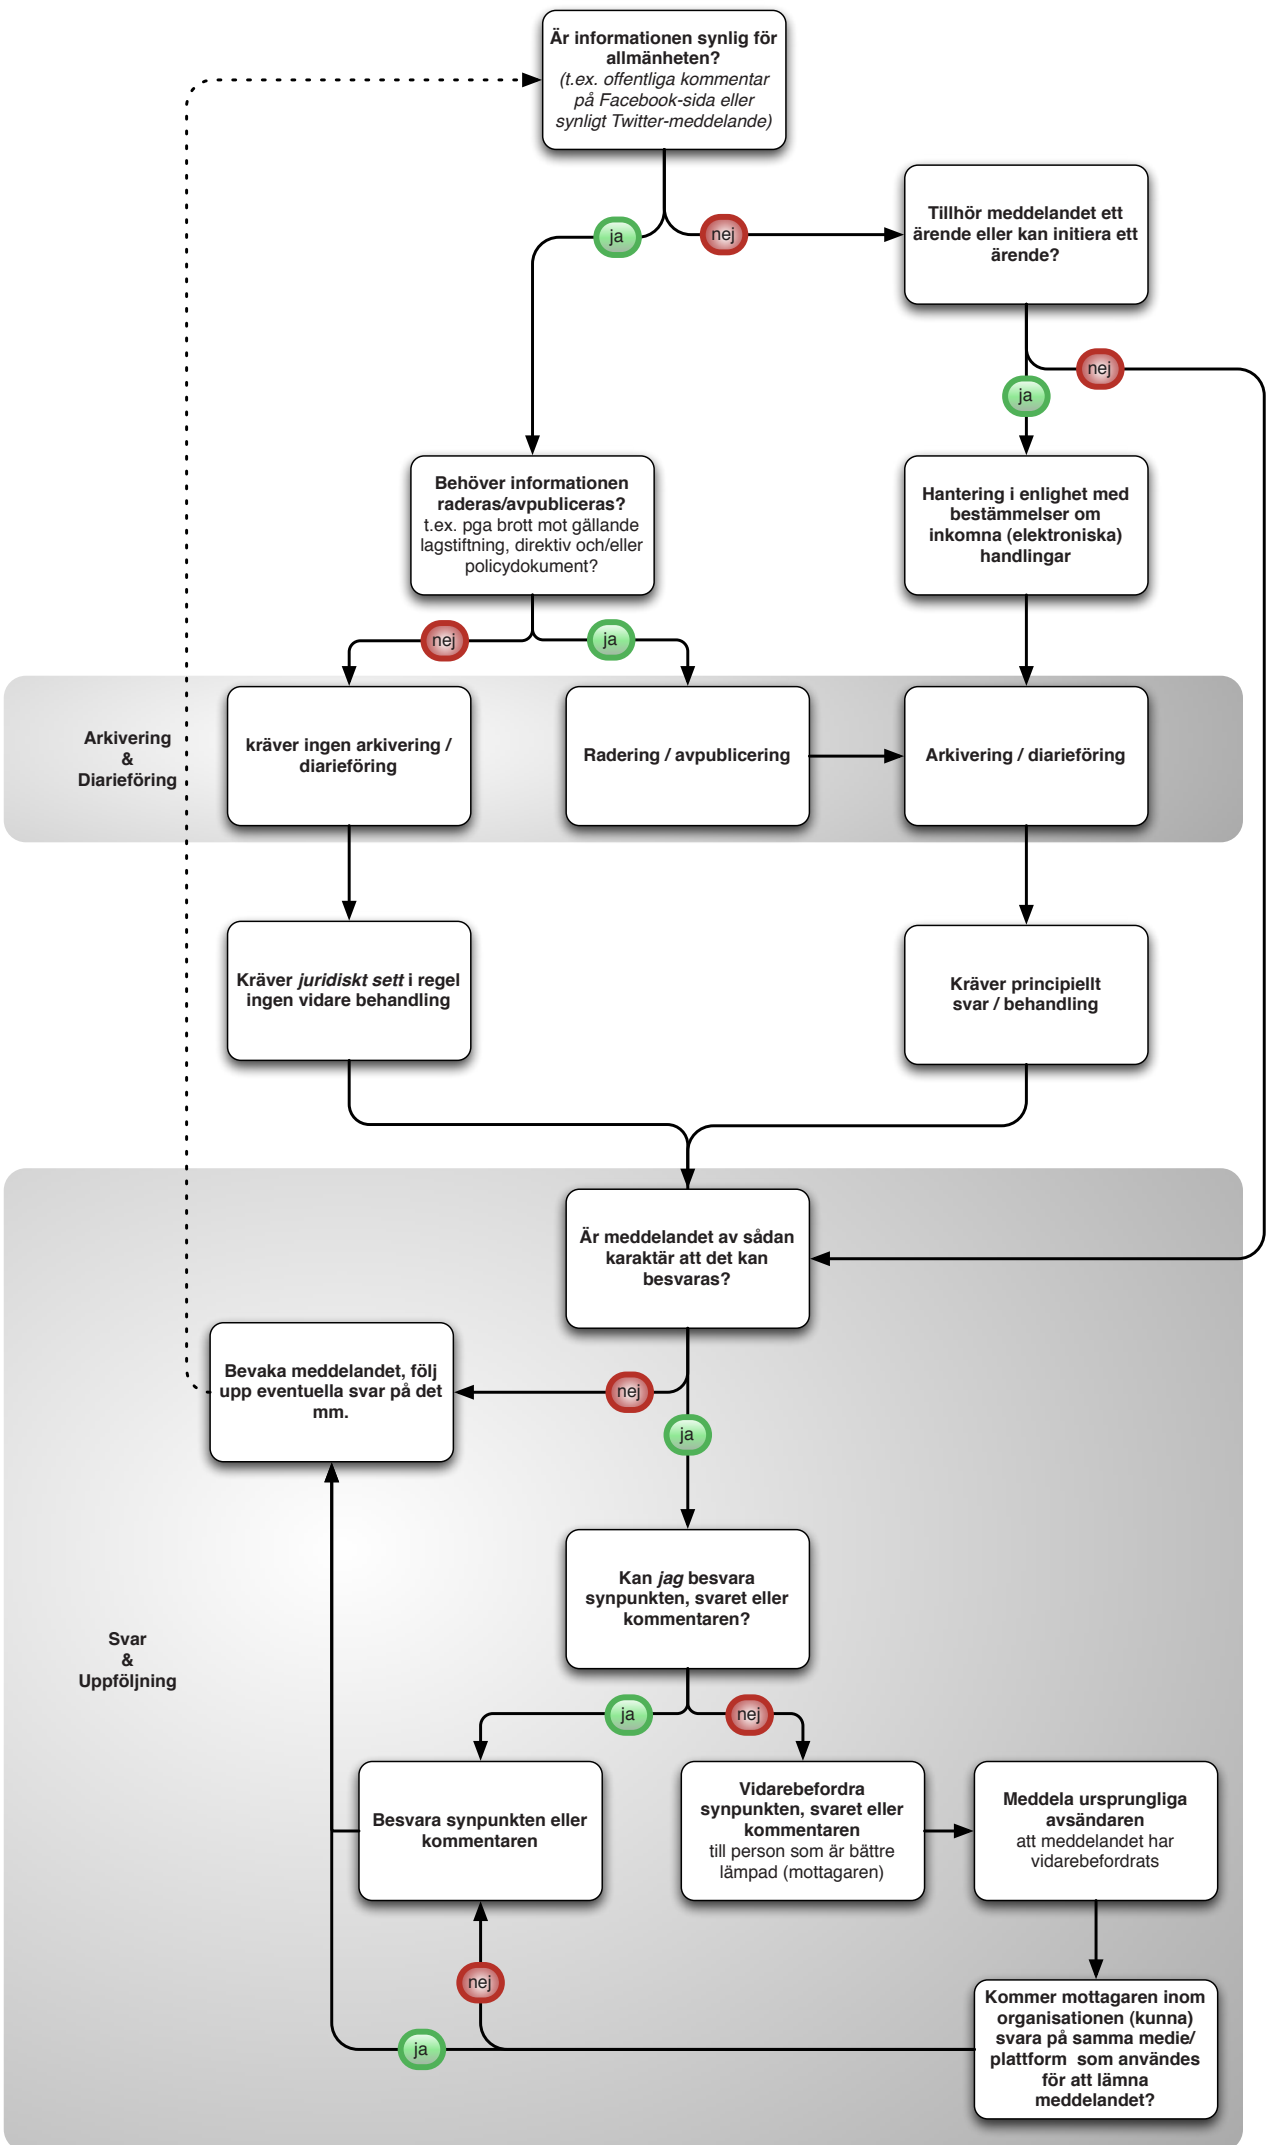 Är informationen synlig för
allmänheten?
(t.ex. offentliga kommentar
på Facebook-sida eller
synligt Twitter-meddelande)
Tillhör meddelandet ett
ärende eller kan initiera ett
ärende?
ja
nej
nej
ja
Behöver informationen
raderas/avpubliceras?
t.ex. pga brott mot gällande
lagstiftning, direktiv och/eller
policydokument?
Hantering i enlighet med
bestämmelser om
inkomna (elektroniska)
handlingar
nej
ja
Arkivering
&
Diarieföring
kräver ingen arkivering /
diarieföring
Radering / avpublicering
Arkivering / diarieföring
Kräver juridiskt sett i regel
ingen vidare behandling
Kräver principiellt
svar / behandling
Är meddelandet av sådan
karaktär att det kan
besvaras?
Bevaka meddelandet, följ
upp eventuella svar på det
mm.
nej
ja
Kan jag besvara
synpunkten, svaret eller
kommentaren?
Svar
&
Uppföljning
ja
nej
Besvara synpunkten eller
kommentaren
Vidarebefordra
synpunkten, svaret eller
kommentaren
till person som är bättre
lämpad (mottagaren)
Meddela ursprungliga
avsändaren
att meddelandet har
vidarebefordrats
nej
ja
Kommer mottagaren inom
organisationen (kunna)
svara på samma medie/
plattform som användes
för att lämna
meddelandet?